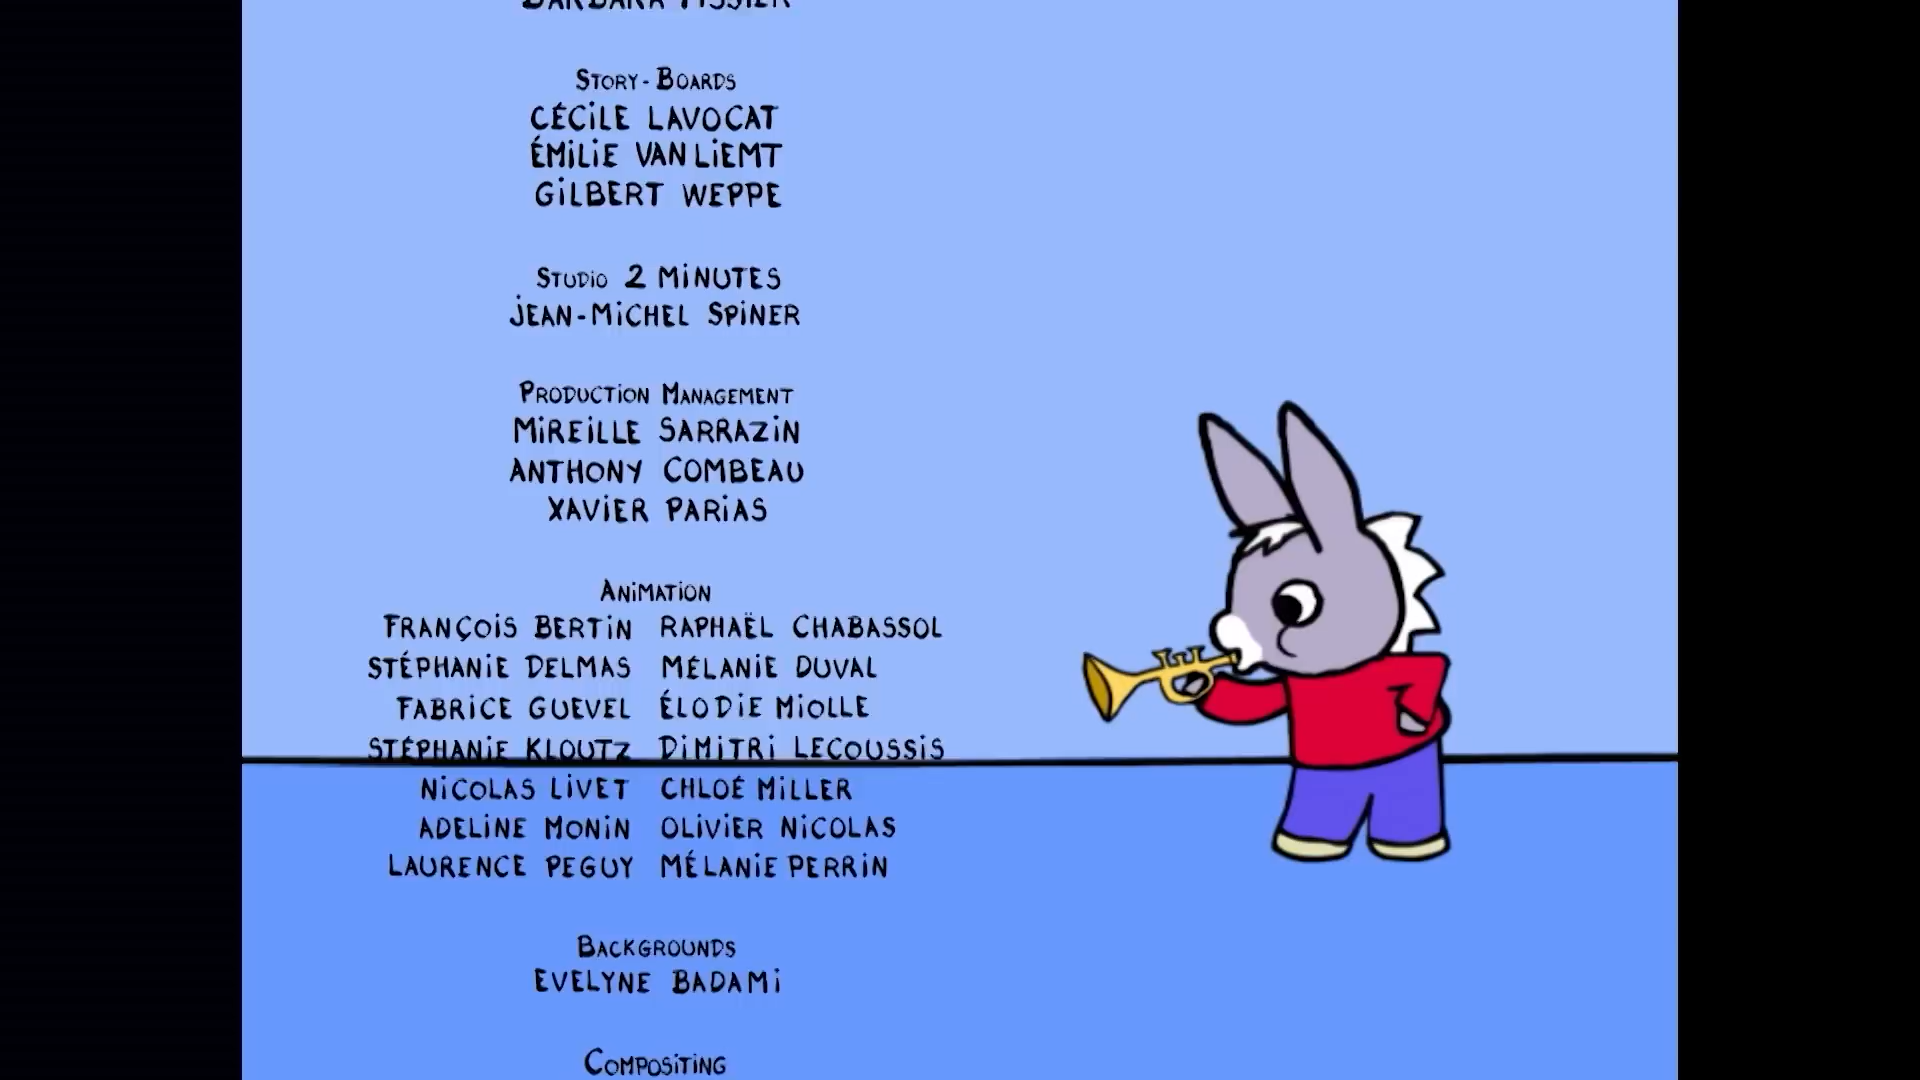 STORY-BOARDS
CÉCILE LAVOCAT
ÉMILIE VAN LIEMT
GILBERT WEPPE
STUDIO 2 MINUTES
JEAN-MICHEL SPINER
PRODUCTION MANAGEMENT
MIREILLE SARRAZIN
ANTHONY COMBEAU
XAVIER PARIAS
ANIMATION
FRANÇOIS BERTIN RAPHAËL CHABASSOL
STÉPHANIE DELMAS MÉLANIE DUVAL
FABRICE GUEVEL ÉLODIE MIOLLE
STÉPHANIE KLOUTZ DIMITRI LECOUSSIS
NICOLAS LIVET CHLOÉ MILLER
ADELINE MONIN OLIVIER NICOLAS
LAURENCE PEGUY MÉLANIE PERRIN
BACKGROUNDS
EVELYNE BADAMI
COMPOSITING